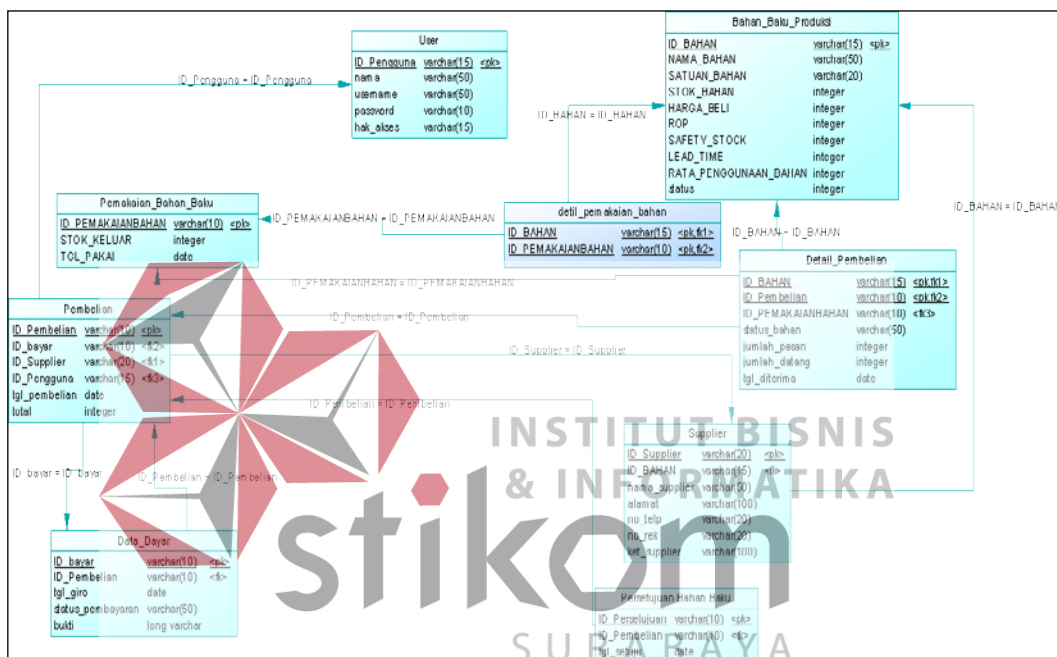 User
ID_Pengguna varchar(15) <pk>
nama varchar(50)
username varchar(50)
password varchar(10)
hak_akses varchar(15)
Bahan_Baku_Produksi
ID_BAHAN varchar(15) <pk>
NAMA_BAHAN varchar(50)
SATUAN_BAHAN varchar(20)
STOK_BAHAN integer
HARGA_BELI integer
ROP integer
SAFETY_STOCK integer
LEAD_TIME integer
RATA_PENGGUNAAN_BAHAN integer
status integer
ID_Pengguna = ID_Pengguna
ID_BAHAN = ID_BAHAN
Pemakaian_Bahan_Baku
ID_PEMAKAIANBAHAN varchar(10) <pk>
STOK_KELUAR integer
TGL_PAKAI date
ID_PEMAKAIANBAHAN = ID_PEMAKAIANBAHAN
detil_pemakaian_bahan
ID_BAHAN varchar(15) <pk,fk1>
ID_PEMAKAIANBAHAN varchar(10) <pk,fk2>
ID_BAHAN = ID_BAHAN
ID_BAHAN = ID_BAHAN
Detail_Pembelian
ID_BAHAN varchar(15) <pk,fk1>
ID_Pembelian varchar(10) <pk,fk2>
ID_PEMAKAIANBAHAN varchar(10) <fk3>
status_bahan varchar(50)
jumlah_pesan integer
jumlah_datang integer
tgl_diterima date
ID_PEMAKAIANBAHAN = ID_PEMAKAIANBAHAN
Pembelian
ID_Pembelian varchar(10) <pk>
ID_bayar varchar(10) <fk2>
ID_Supplier varchar(20) <fk1>
ID_Pengguna varchar(15) <fk3>
tgl_pembelian date
total integer
ID_Pembelian = ID_Pembelian
ID_Supplier = ID_Supplier
ID_Pembelian = ID_Pembelian
INSTITUT BISNIS
& INFORMATIKA
stikom
SURABAYA
Supplier
ID_Supplier varchar(20) <pk>
ID_BAHAN varchar(15) <fk>
nama_supplier varchar(50)
alamat varchar(100)
no_telp varchar(20)
no_rek varchar(20)
ket_supplier varchar(100)
ID_bayar = ID_bayar
ID_Pembelian = ID_Pembelian
Data_Bayar
ID_bayar varchar(10) <pk>
ID_Pembelian varchar(10) <fk>
tgl_giro date
status_pembayaran varchar(50)
bukti long varchar
Persetujuan Bahan Baku
ID_Persetujuan varchar(10) <pk>
ID_Pembelian varchar(10) <fk>
tgl_setuju date